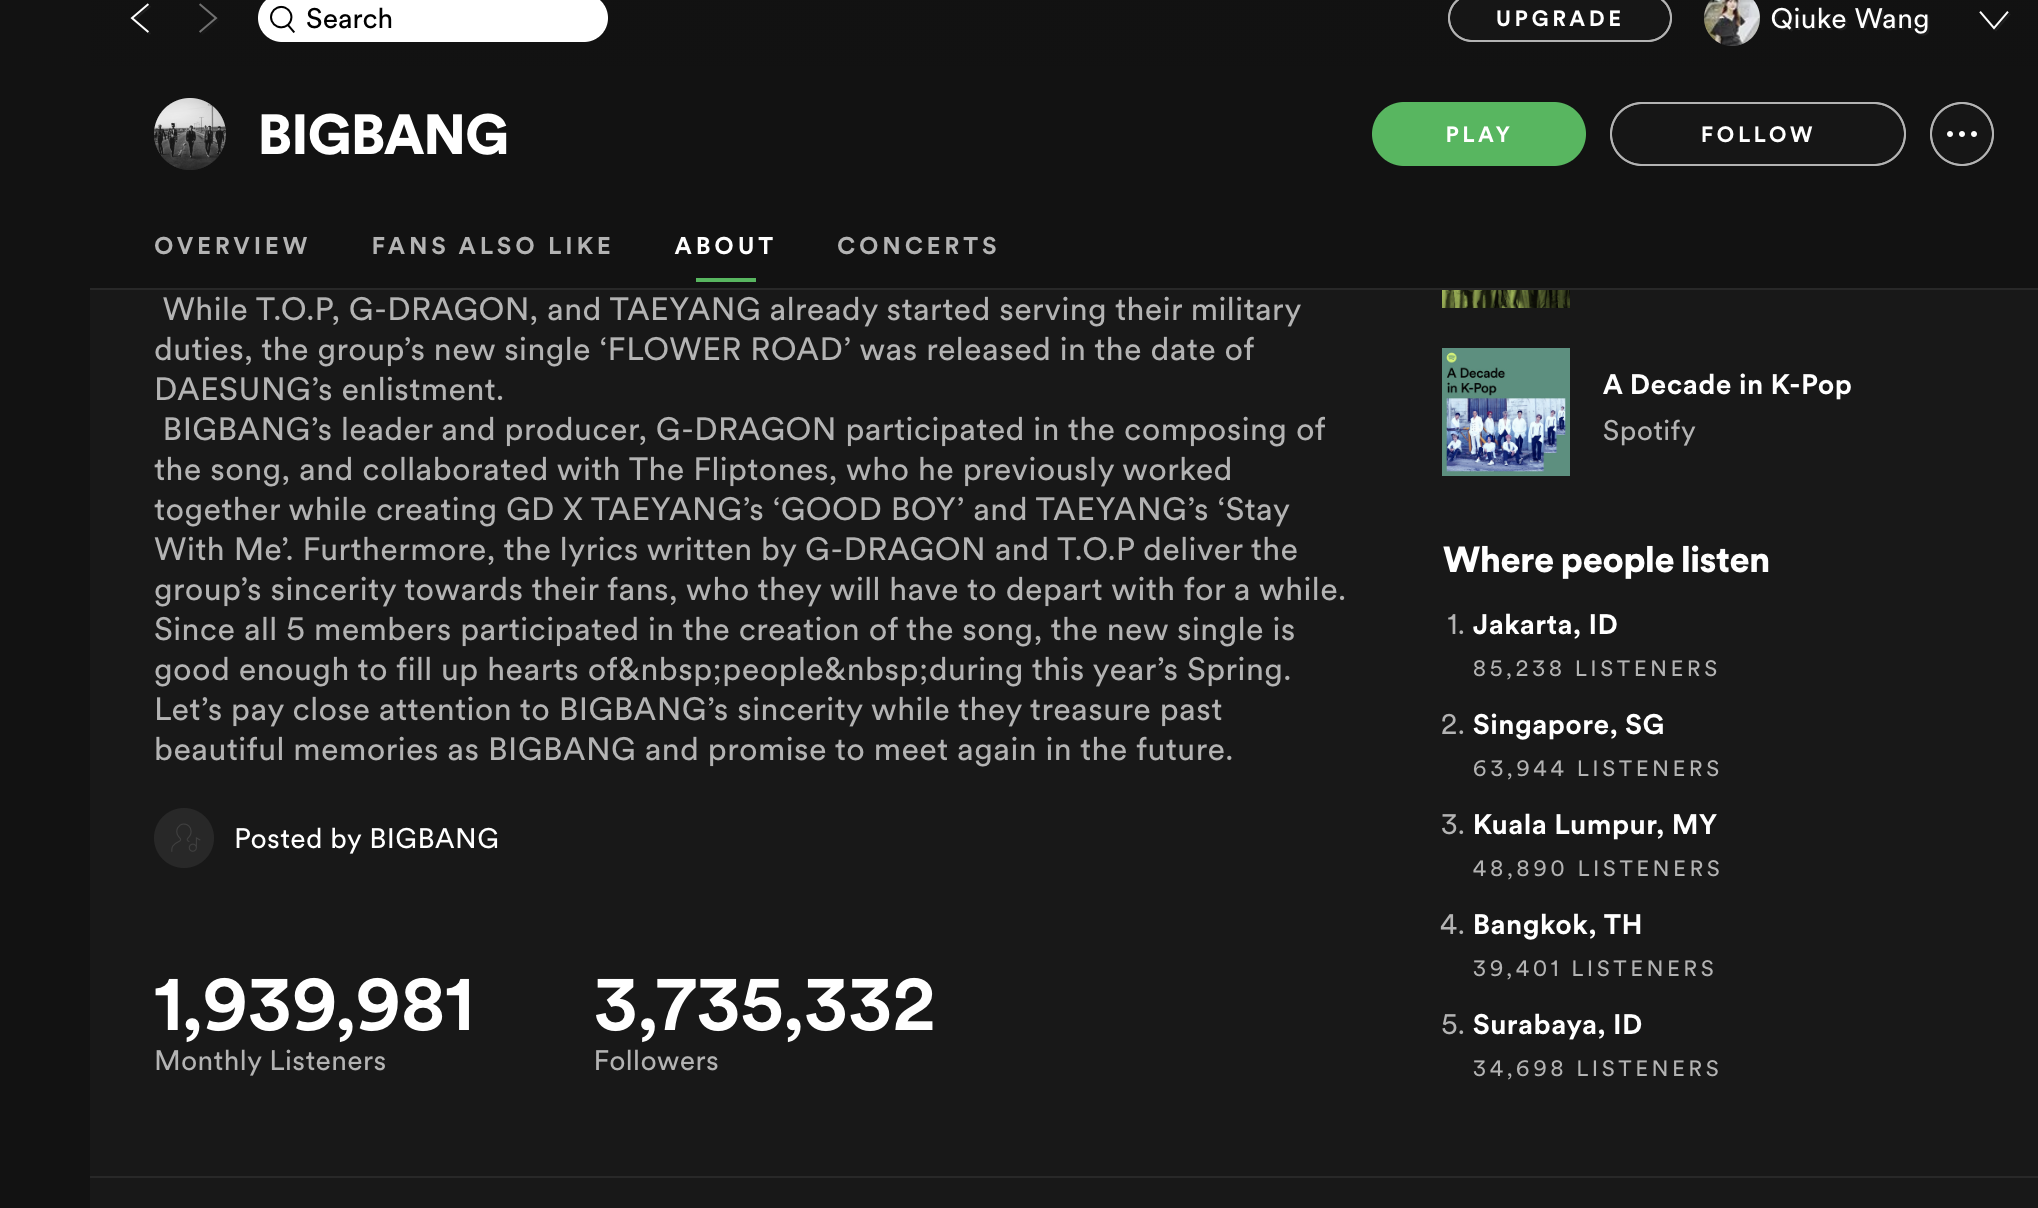 Search
UPGRADE
Qiuke Wang
BIGBANG
PLAY
FOLLOW
OVERVIEW
FANS ALSO LIKE
ABOUT
CONCERTS
While T.O.P, G-DRAGON, and TAEYANG already started serving their military
duties, the group’s new single ‘FLOWER ROAD’ was released in the date of
DAESUNG’s enlistment.
BIGBANG’s leader and producer, G-DRAGON participated in the composing of
the song, and collaborated with The Fliptones, who he previously worked
together while creating GD X TAEYANG’s ‘GOOD BOY’ and TAEYANG’s ‘Stay
With Me’. Furthermore, the lyrics written by G-DRAGON and T.O.P deliver the
group’s sincerity towards their fans, who they will have to depart with for a while.
Since all 5 members participated in the creation of the song, the new single is
good enough to fill up hearts of&nbsp;people&nbsp;during this year’s Spring.
Let’s pay close attention to BIGBANG’s sincerity while they treasure past
beautiful memories as BIGBANG and promise to meet again in the future.
Posted by BIGBANG
1,939,981
Monthly Listeners
3,735,332
Followers
A Decade
in K-Pop
A Decade in K-Pop
Spotify
Where people listen
1. Jakarta, ID
85,238 LISTENERS
2. Singapore, SG
63,944 LISTENERS
3. Kuala Lumpur, MY
48,890 LISTENERS
4. Bangkok, TH
39,401 LISTENERS
5. Surabaya, ID
34,698 LISTENERS